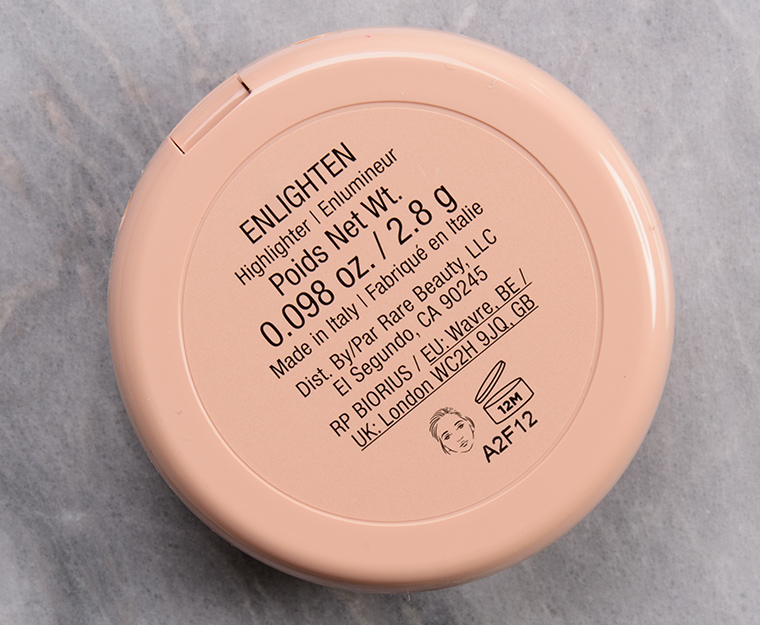 ENLIGHTEN
Highlighter | Enlumineur
Poids Net Wt.
0.098 oz. / 2.8 g
Made in Italy | Fabriqué en Italie
Dist. By/Par Rare Beauty, LLC
El Segundo, CA 90245
RP BIORIUS / EU: Wavre, BE /
UK: London WC2H 9JQ, GB
12M
A2F12